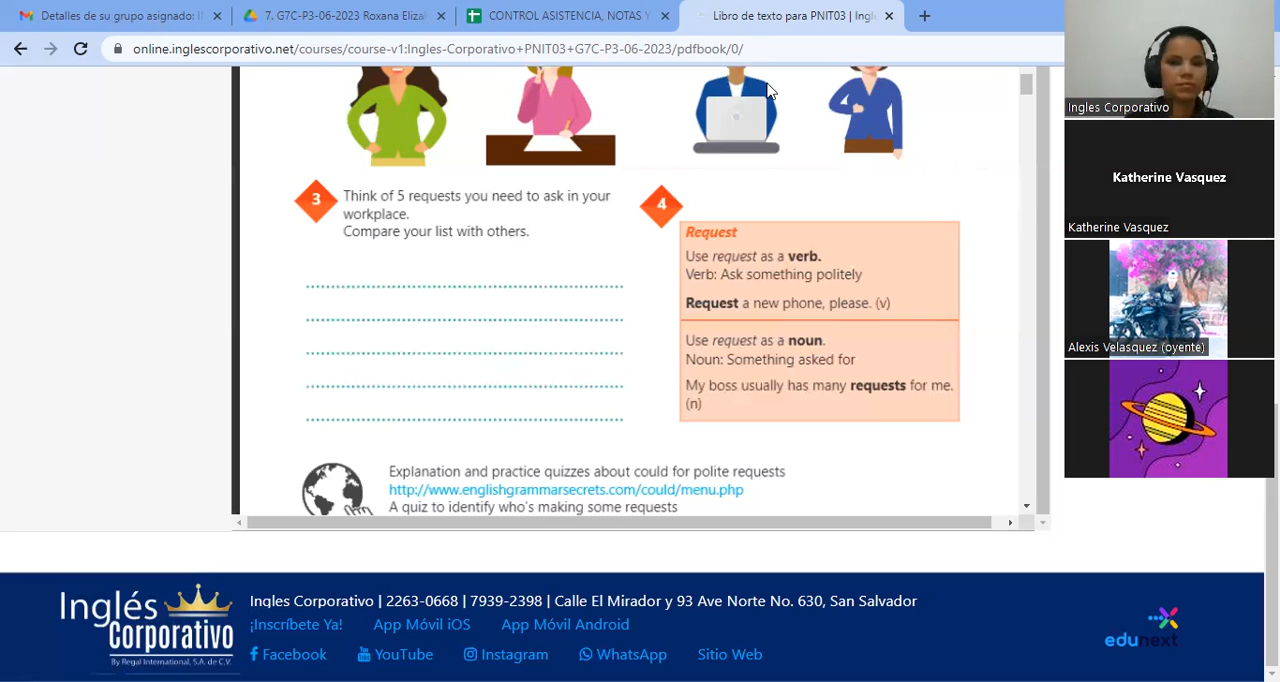 Detalles de su grupo asignado: II
7. G7C-P3-06-2023 Roxana Eliza
CONTROL ASISTENCIA, NOTAS Y
Libro de texto para PNIT03 | Ingle
online.inglescorporativo.net/courses/course-v1:Ingles-Corporativo+PNIT03+G7C-P3-06-2023/pdfbook/0/
3
Think of 5 requests you need to ask in your
workplace.
Compare your list with others.
4
Request
Use request as a verb.
Verb: Ask something politely
Request a new phone, please. (v)
Use request as a noun.
Noun: Something asked for
My boss usually has many requests for me.
(n)
Explanation and practice quizzes about could for polite requests
http://www.englishgrammarsecrets.com/could/menu.php
A quiz to identify who's making some requests
Ingles Corporativo
Katherine Vasquez
Katherine Vasquez
Alexis Velasquez (oyente)
Inglés
Corporativo
By Regal International, S.A. de C.V.
Ingles Corporativo | 2263-0668 | 7939-2398 | Calle El Mirador y 93 Ave Norte No. 630, San Salvador
¡Inscríbete Ya! App Móvil iOS App Móvil Android
Facebook YouTube Instagram WhatsApp Sitio Web
edunext